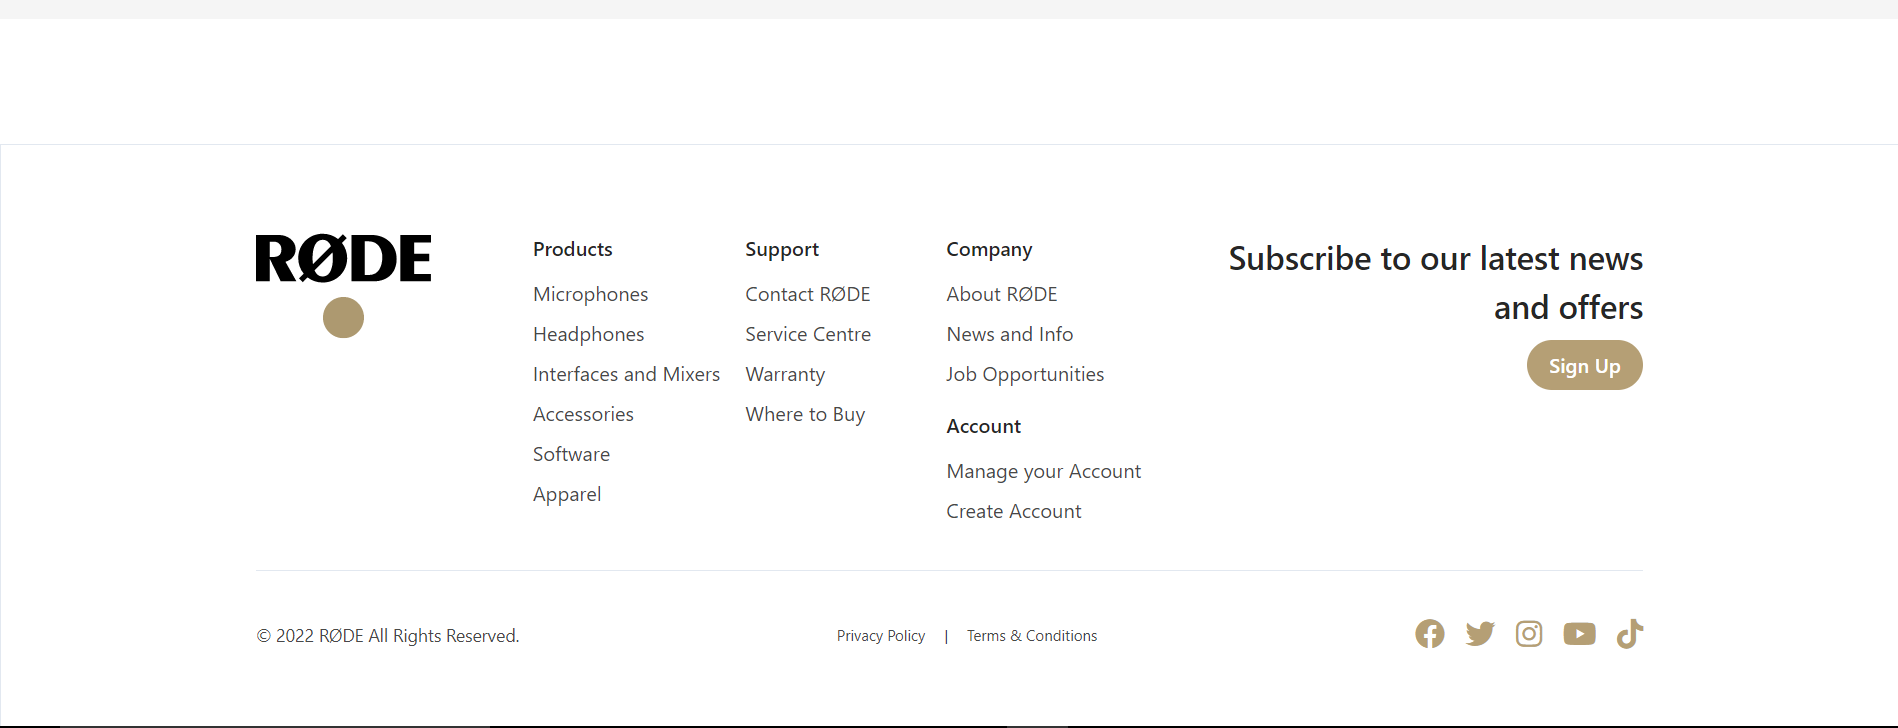 RØDE
Products
Microphones
Headphones
Interfaces and Mixers
Accessories
Software
Apparel
Support
Contact RØDE
Service Centre
Warranty
Where to Buy
Company
About RØDE
News and Info
Job Opportunities
Account
Manage your Account
Create Account
Subscribe to our latest news
and offers
Sign Up
© 2022 RØDE All Rights Reserved.
Privacy Policy | Terms & Conditions